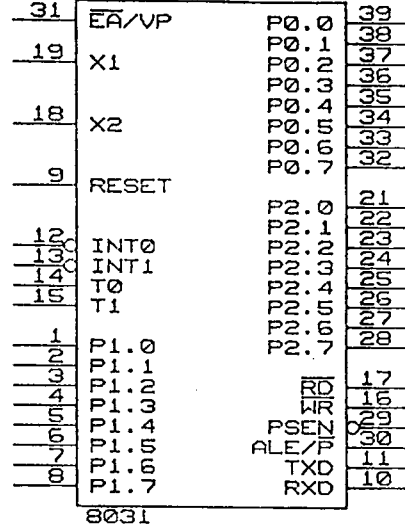 31 EA/VP P0.0 39
P0.1 38
19 X1 P0.2 37
P0.3 36
P0.4 35
18 X2 P0.5 34
P0.6 33
P0.7 32
9 RESET
P2.0 21
P2.1 22
12 INT0 P2.2 23
13 INT1 P2.3 24
14 T0 P2.4 25
15 T1 P2.5 26
P2.6 27
1 P1.0 P2.7 28
2 P1.1
3 P1.2 RD 17
4 P1.3 WR 16
5 P1.4 PSEN 29
6 P1.5 ALE/P 30
7 P1.6 TXD 11
8 P1.7 RXD 10
8031